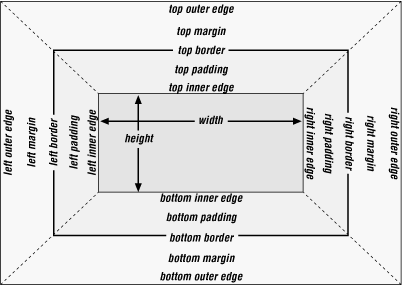 top outer edge
top margin
top border
top padding
top inner edge
left outer edge
left margin
left border
left padding
left inner edge
width
height
right inner edge
right padding
right border
right margin
right outer edge
bottom inner edge
bottom padding
bottom border
bottom margin
bottom outer edge